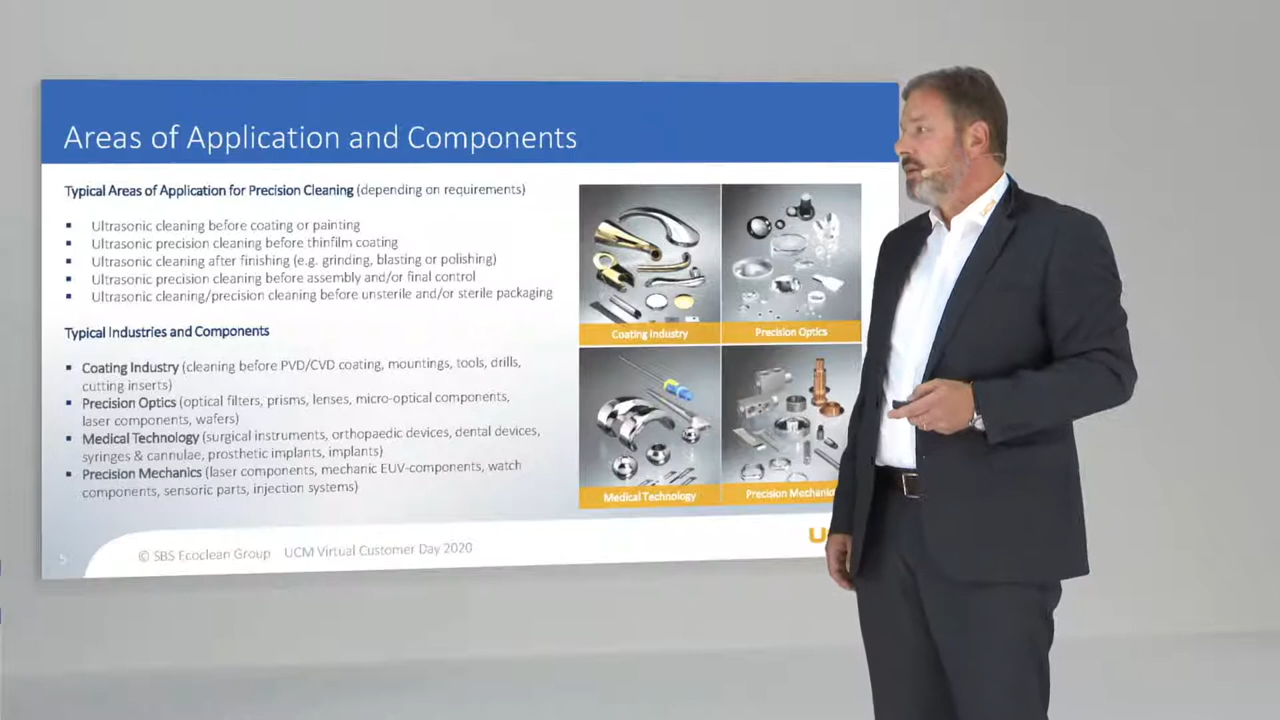 Areas of Application and Components
Typical Areas of Application for Precision Cleaning (depending on requirements)
▪ Ultrasonic cleaning before coating or painting
▪ Ultrasonic precision cleaning before thinfilm coating
▪ Ultrasonic cleaning after finishing (e.g. grinding, blasting or polishing)
▪ Ultrasonic precision cleaning before assembly and/or final control
▪ Ultrasonic cleaning/precision cleaning before unsterile and/or sterile packaging
Typical Industries and Components
▪ Coating Industry (cleaning before PVD/CVD coating, mountings, tools, drills,
cutting inserts)
▪ Precision Optics (optical filters, prisms, lenses, micro-optical components,
laser components, wafers)
▪ Medical Technology (surgical instruments, orthopaedic devices, dental devices,
syringes & cannulae, prosthetic implants, implants)
▪ Precision Mechanics (laser components, mechanic EUV-components, watch
components, sensoric parts, injection systems)
Coating Industry
Precision Optics
Medical Technology
Precision Mechanic
5
© SBS Ecoclean Group UCM Virtual Customer Day 2020
UCM